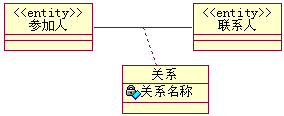 <<entity>>
参加人
<<entity>>
联系人
关系
关系名称